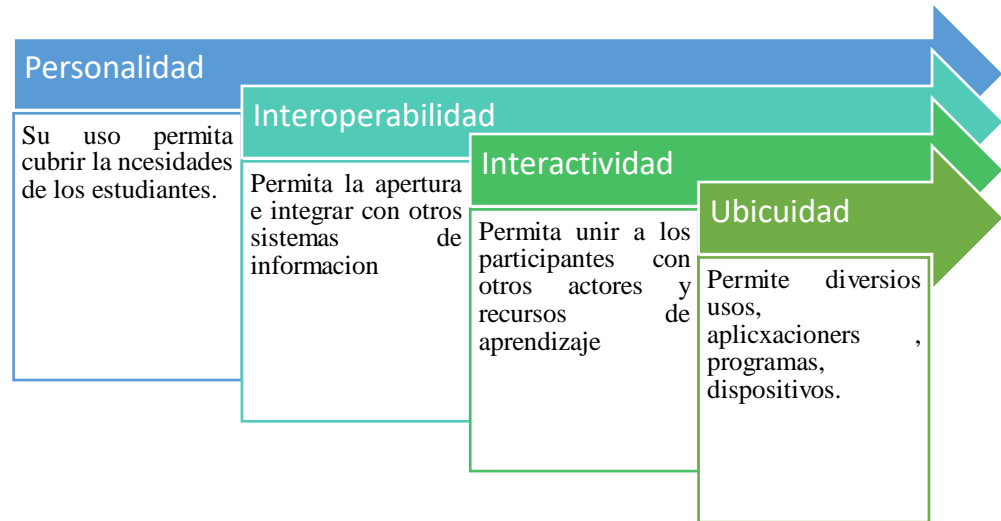 Personalidad
Su uso permita
cubrir la ncesidades
de los estudiantes.
Interoperabilidad
Permita la apertura
e integrar con otros
sistemas de
informacion
Interactividad
Permita unir a los
participantes con
otros actores y
recursos de
aprendizaje
Ubicuidad
Permite diversios
usos,
aplicxacioners ,
programas,
dispositivos.